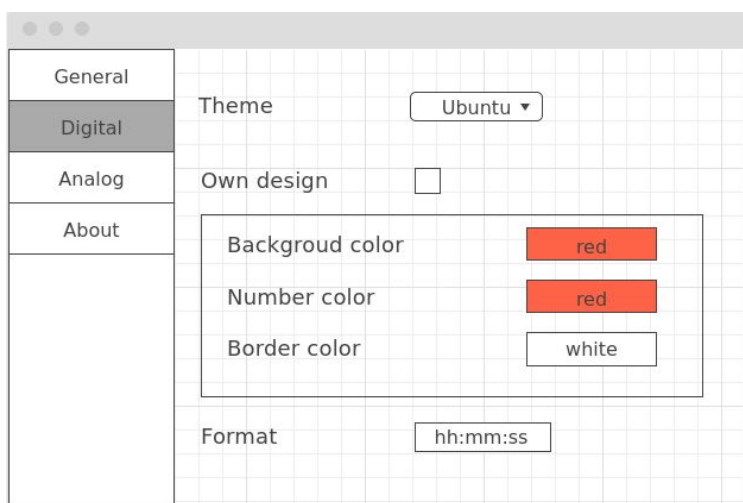 General
Digital
Analog
About
Theme
Ubuntu
Own design
Backgroud color
red
Number color
red
Border color
white
Format
hh:mm:ss